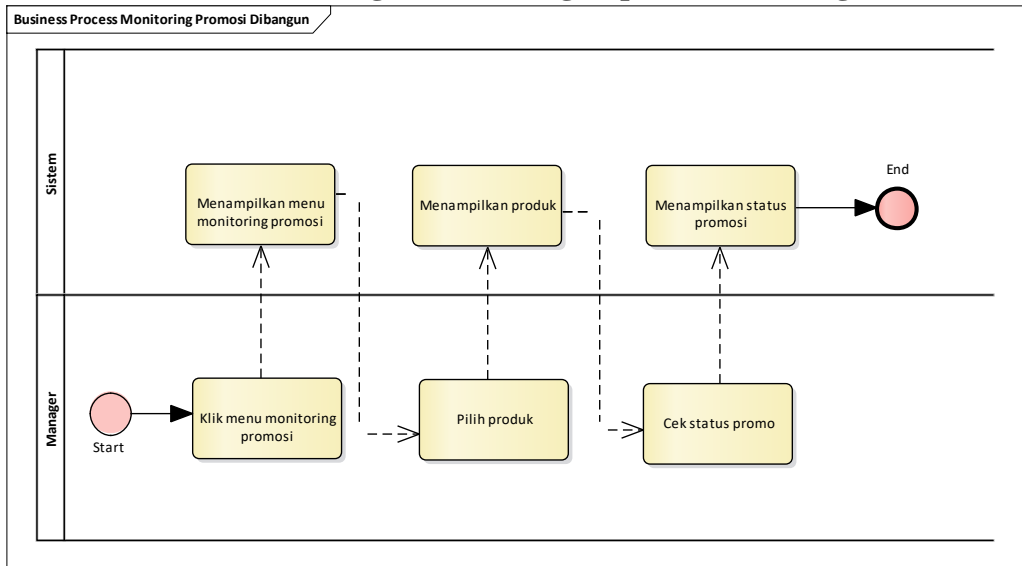 Business Process Monitoring Promosi Dibangun
Sistem
Menampilkan menu
monitoring promosi
Menampilkan produk
Menampilkan status
promosi
End
Manager
Start
Klik menu monitoring
promosi
Pilih produk
Cek status promo